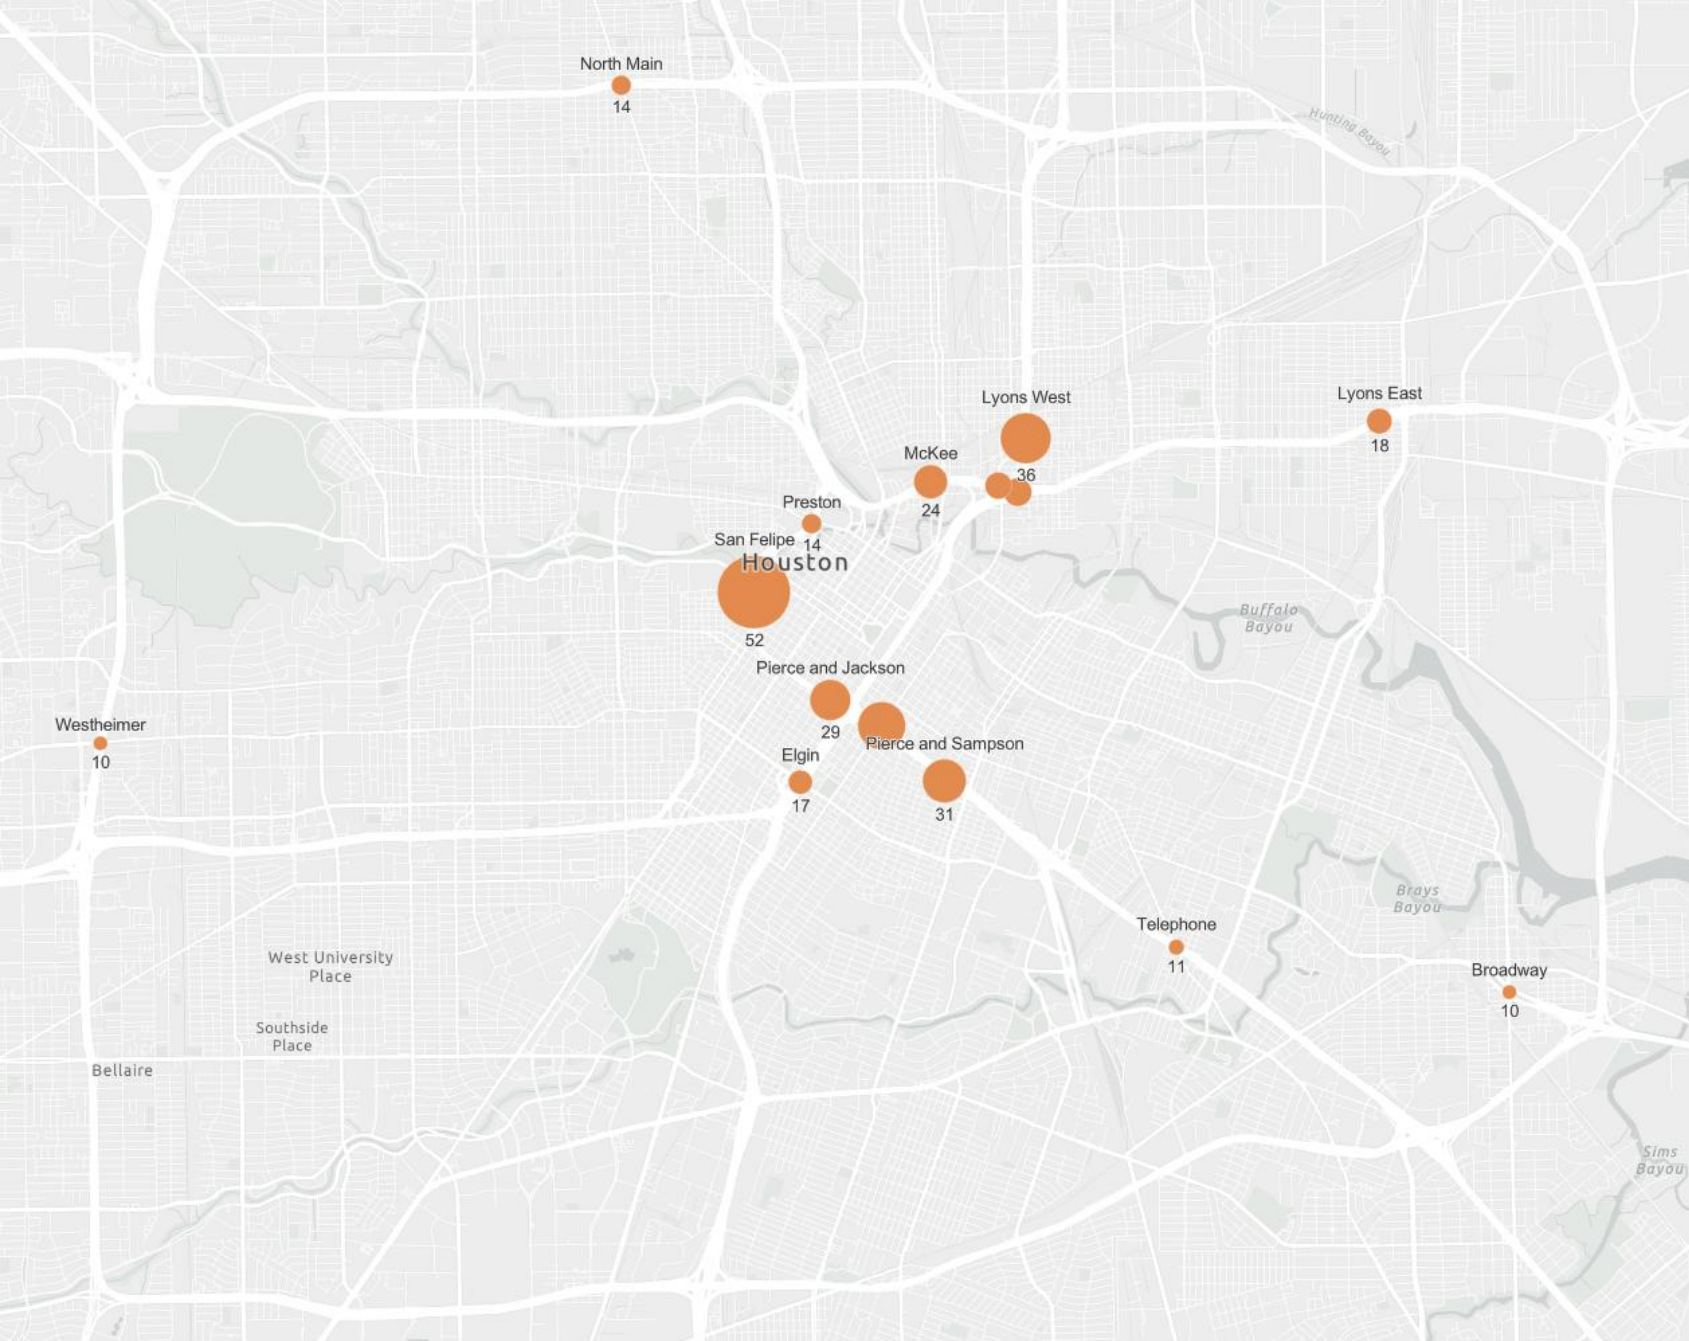 North Main
14
Hunting Bayou
Lyons West
36
Lyons East
18
McKee
24
Preston
14
San Felipe
Houston
52
Buffalo
Bayou
Pierce and Jackson
29
Westheimer
10
Pierce and Sampson
31
Elgin
17
Brays
Bayou
Telephone
11
Broadway
10
West University
Place
Southside
Place
Bellaire
Sims
Bayou